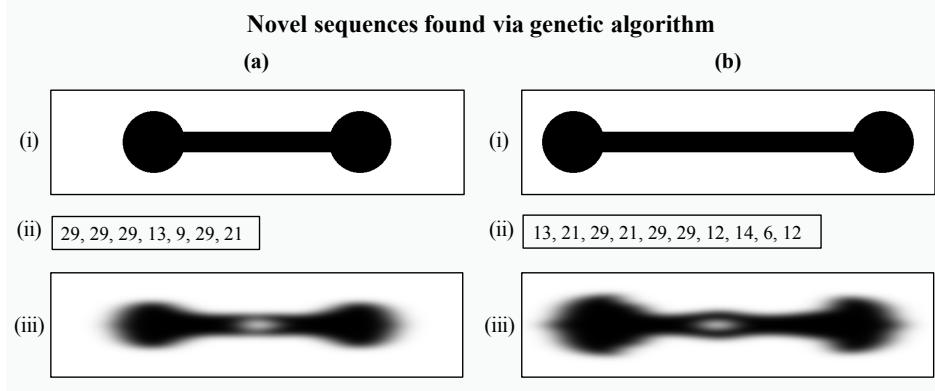 Novel sequences found via genetic algorithm
(a)
(b)
(i)
(i)
(ii) 29, 29, 29, 13, 9, 29, 21
(ii) 13, 21, 29, 21, 29, 29, 12, 14, 6, 12
(iii)
(iii)